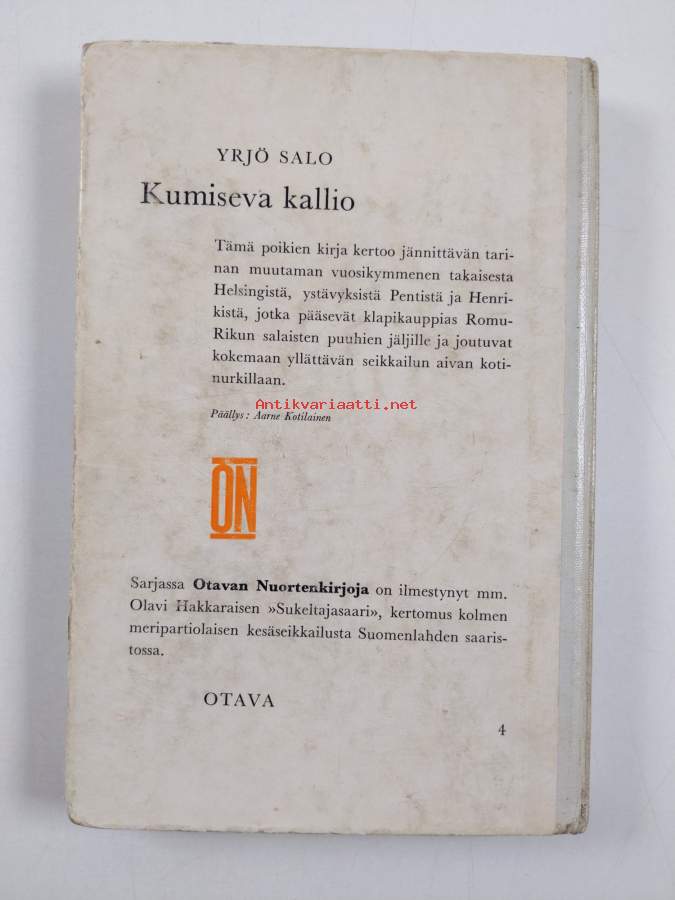 YRJÖ SALO
Kumiseva kallio
Tämä poikien kirja kertoo jännittävän tari-
nan muutaman vuosikymmenen takaisesta
Helsingistä, ystävyksistä Pentistä ja Henri-
kistä, jotka pääsevät klapikauppias Romu-
Rikun salaisten puuhien jäljille ja joutuvat
kokemaan yllättävän seikkailun aivan koti-
nurkillaan.
Antikvariaatti.net
Päällys: Aarne Kotilainen
ON
Sarjassa Otavan Nuortenkirjoja on ilmestynyt mm.
Olavi Hakkaraisen »Sukeltajasaari», kertomus kolmen
meripartiolaisen kesäseikkailusta Suomenlahden saaris-
tossa.
OTAVA
4